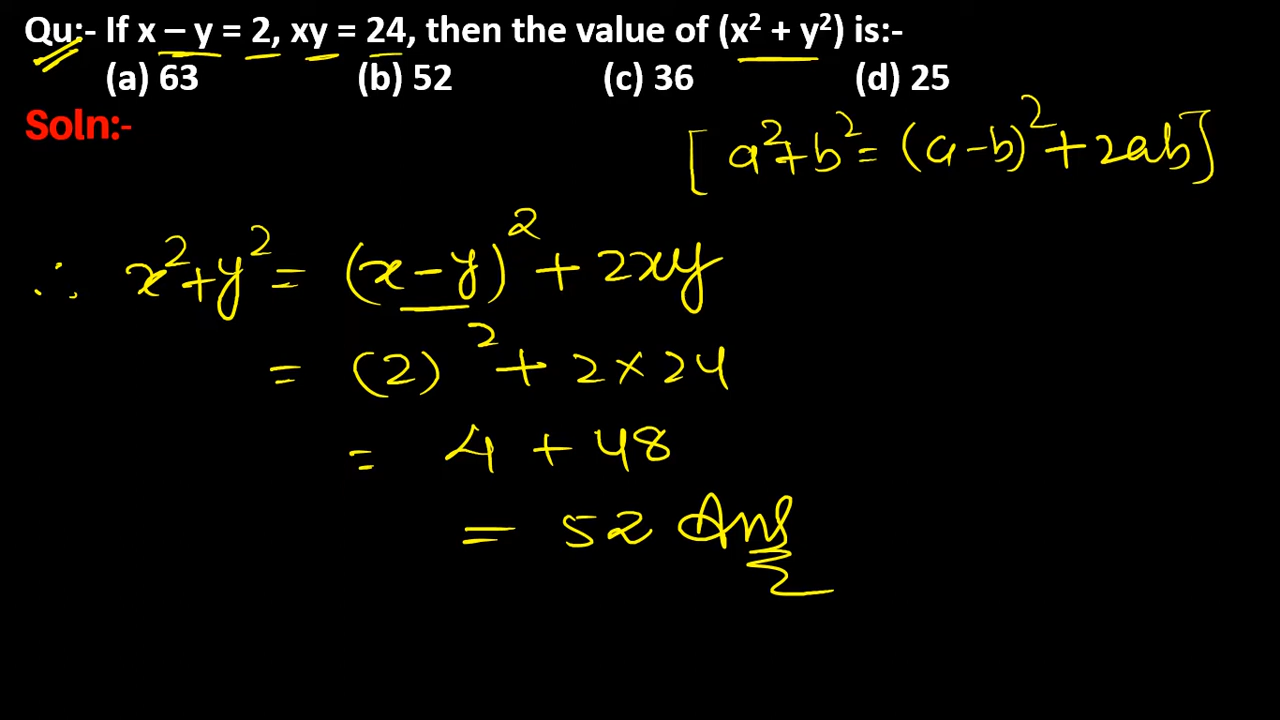 Qu:- If x – y = 2, xy = 24, then the value of (x² + y²) is:-
(a) 63 (b) 52 (c) 36 (d) 25
Soln:-
[a²+b² = (a-b)² + 2ab]
∴ x²+y² = (x-y)² + 2xy
= (2)² + 2×24
= 4 + 48
= 52 Ans